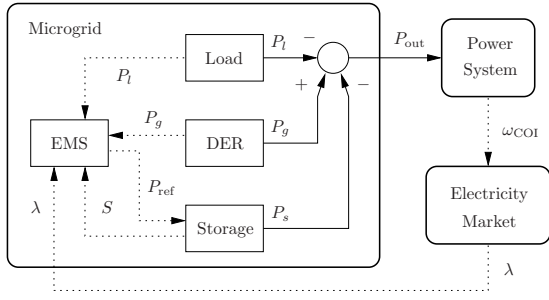 Microgrid
Load
P_l
−
P_out
Power
System
P_l
+
−
EMS
P_g
DER
P_g
ω_COI
P_ref
λ
S
Storage
P_s
Electricity
Market
λ